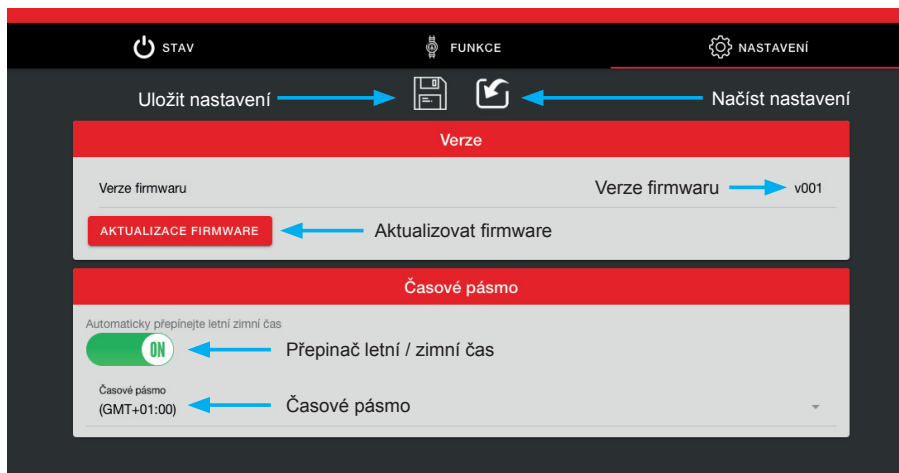 STAV
FUNKCE
NASTAVENÍ
Uložit nastavení
Načíst nastavení
Verze
Verze firmwaru
Verze firmwaru
v001
AKTUALIZACE FIRMWARE
Aktualizovat firmware
Časové pásmo
Automaticky přepínejte letní zimní čas
ON
Přepinač letní / zimní čas
Časové pásmo
(GMT+01:00)
Časové pásmo